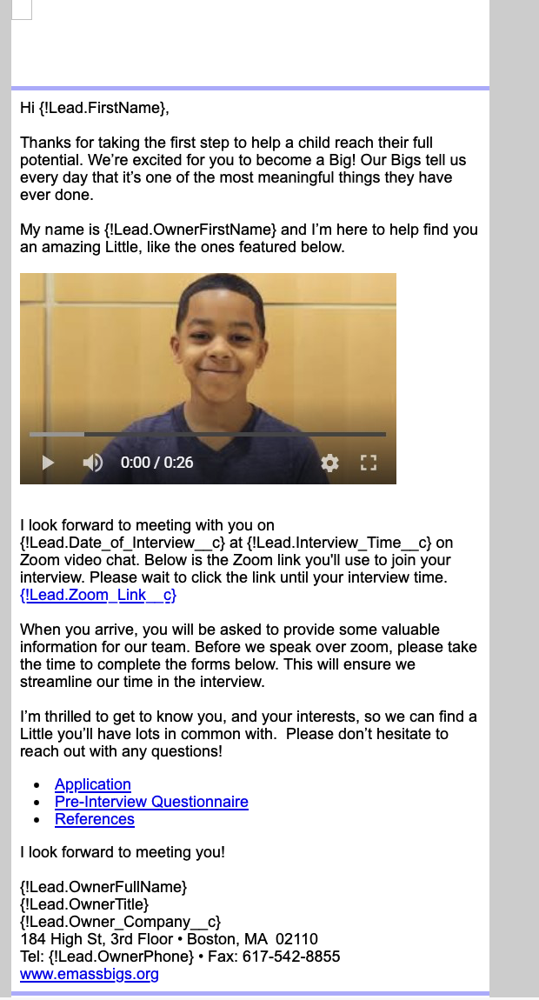 Hi {!Lead.FirstName},
Thanks for taking the first step to help a child reach their full
potential. We’re excited for you to become a Big! Our Bigs tell us
every day that it’s one of the most meaningful things they have
ever done.
My name is {!Lead.OwnerFirstName} and I’m here to help find you
an amazing Little, like the ones featured below.
0:00 / 0:26
I look forward to meeting with you on
{!Lead.Date_of_Interview__c} at {!Lead.Interview_Time__c} on
Zoom video chat. Below is the Zoom link you'll use to join your
interview. Please wait to click the link until your interview time.
{!Lead.Zoom_Link__c}
When you arrive, you will be asked to provide some valuable
information for our team. Before we speak over zoom, please take
the time to complete the forms below. This will ensure we
streamline our time in the interview.
I’m thrilled to get to know you, and your interests, so we can find a
Little you’ll have lots in common with.  Please don’t hesitate to
reach out with any questions!
• Application
• Pre-Interview Questionnaire
• References
I look forward to meeting you!
{!Lead.OwnerFullName}
{!Lead.OwnerTitle}
{!Lead.Owner_Company__c}
184 High St, 3rd Floor • Boston, MA  02110
Tel: {!Lead.OwnerPhone} • Fax: 617-542-8855
www.emassbigs.org